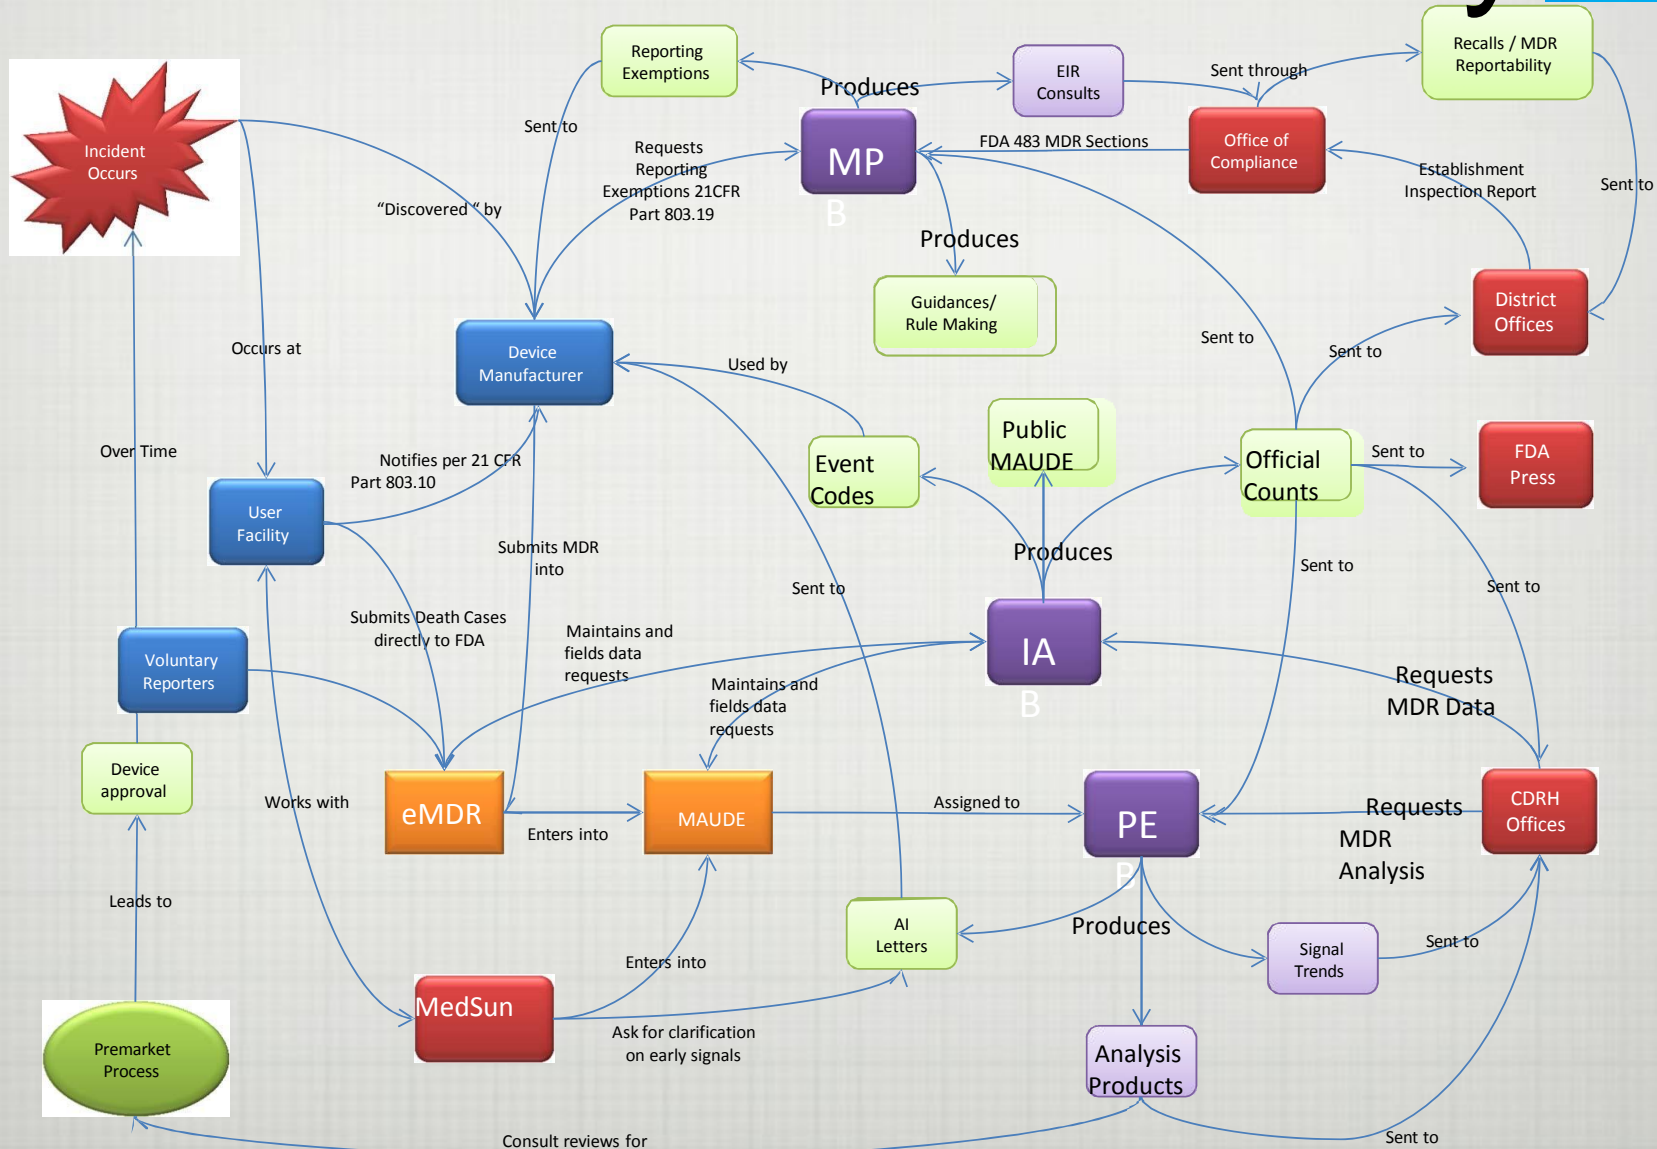 y
Reporting
Exemptions
Produces
EIR
Consults
Sent through
Recalls / MDR
Reportability
Incident
Occurs
Sent to
Requests
Reporting
Exemptions 21CFR
Part 803.19
MP
B
FDA 483 MDR Sections
Office of
Compliance
Establishment
Inspection Report
Sent to
“Discovered “ by
Produces
Guidances/
Rule Making
District
Offices
Occurs at
Device
Manufacturer
Used by
Sent to
Sent to
Over Time
Notifies per 21 CFR
Part 803.10
Event
Codes
Public
MAUDE
Official
Counts
Sent to
FDA
Press
User
Facility
Submits MDR
into
Produces
Sent to
Sent to
Sent to
Submits Death Cases
directly to FDA
Maintains and
fields data
requests
IA
B
Voluntary
Reporters
Maintains and
fields data
requests
Requests
MDR Data
Device
approval
Works with
eMDR
Enters into
MAUDE
Assigned to
PE
B
Requests
MDR
Analysis
CDRH
Offices
Leads to
AI
Letters
Produces
Signal
Trends
Sent to
Enters into
MedSun
Ask for clarification
on early signals
Premarket
Process
Analysis
Products
Consult reviews for
Sent to